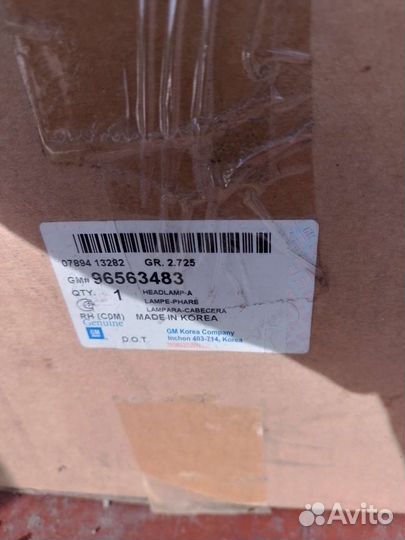 07894 13282 GR. 2.725
GM# 96563483
QTY. 1 HEADLAMP-A
LAMPE-PHARE
LAMPARA-CABECERA
RH (CDM) MADE IN KOREA
Genuine
GM Korea Company
GM D.O.T. Inchon 403-714, Korea
Avito